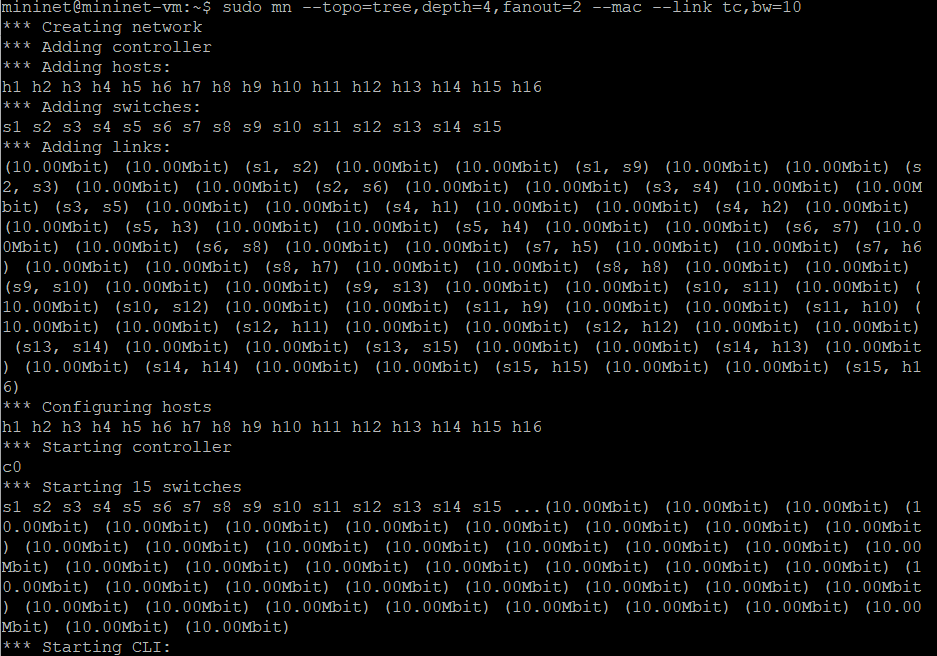 mininet@mininet-vm:~$ sudo mn --topo=tree,depth=4,fanout=2 --mac --link tc,bw=10
*** Creating network
*** Adding controller
*** Adding hosts:
h1 h2 h3 h4 h5 h6 h7 h8 h9 h10 h11 h12 h13 h14 h15 h16
*** Adding switches:
s1 s2 s3 s4 s5 s6 s7 s8 s9 s10 s11 s12 s13 s14 s15
*** Adding links:
(10.00Mbit) (10.00Mbit) (s1, s2) (10.00Mbit) (10.00Mbit) (s1, s9) (10.00Mbit) (10.00Mbit) (s
2, s3) (10.00Mbit) (10.00Mbit) (s2, s6) (10.00Mbit) (10.00Mbit) (s3, s4) (10.00Mbit) (10.00M
bit) (s3, s5) (10.00Mbit) (10.00Mbit) (s4, h1) (10.00Mbit) (10.00Mbit) (s4, h2) (10.00Mbit)
(10.00Mbit) (s5, h3) (10.00Mbit) (10.00Mbit) (s5, h4) (10.00Mbit) (10.00Mbit) (s6, s7) (10.0
0Mbit) (10.00Mbit) (s6, s8) (10.00Mbit) (10.00Mbit) (s7, h5) (10.00Mbit) (10.00Mbit) (s7, h6
) (10.00Mbit) (10.00Mbit) (s8, h7) (10.00Mbit) (10.00Mbit) (s8, h8) (10.00Mbit) (10.00Mbit)
(s9, s10) (10.00Mbit) (10.00Mbit) (s9, s13) (10.00Mbit) (10.00Mbit) (s10, s11) (10.00Mbit) (
10.00Mbit) (s10, s12) (10.00Mbit) (10.00Mbit) (s11, h9) (10.00Mbit) (10.00Mbit) (s11, h10) (
10.00Mbit) (10.00Mbit) (s12, h11) (10.00Mbit) (10.00Mbit) (s12, h12) (10.00Mbit) (10.00Mbit)
(s13, s14) (10.00Mbit) (10.00Mbit) (s13, s15) (10.00Mbit) (10.00Mbit) (s14, h13) (10.00Mbit
) (10.00Mbit) (s14, h14) (10.00Mbit) (10.00Mbit) (s15, h15) (10.00Mbit) (10.00Mbit) (s15, h1
6)
*** Configuring hosts
h1 h2 h3 h4 h5 h6 h7 h8 h9 h10 h11 h12 h13 h14 h15 h16
*** Starting controller
c0
*** Starting 15 switches
s1 s2 s3 s4 s5 s6 s7 s8 s9 s10 s11 s12 s13 s14 s15 ...(10.00Mbit) (10.00Mbit) (10.00Mbit) (1
0.00Mbit) (10.00Mbit) (10.00Mbit) (10.00Mbit) (10.00Mbit) (10.00Mbit) (10.00Mbit) (10.00Mbit
) (10.00Mbit) (10.00Mbit) (10.00Mbit) (10.00Mbit) (10.00Mbit) (10.00Mbit) (10.00Mbit) (10.00
Mbit) (10.00Mbit) (10.00Mbit) (10.00Mbit) (10.00Mbit) (10.00Mbit) (10.00Mbit) (10.00Mbit) (1
0.00Mbit) (10.00Mbit) (10.00Mbit) (10.00Mbit) (10.00Mbit) (10.00Mbit) (10.00Mbit) (10.00Mbit
) (10.00Mbit) (10.00Mbit) (10.00Mbit) (10.00Mbit) (10.00Mbit) (10.00Mbit) (10.00Mbit) (10.00
Mbit) (10.00Mbit) (10.00Mbit)
*** Starting CLI: